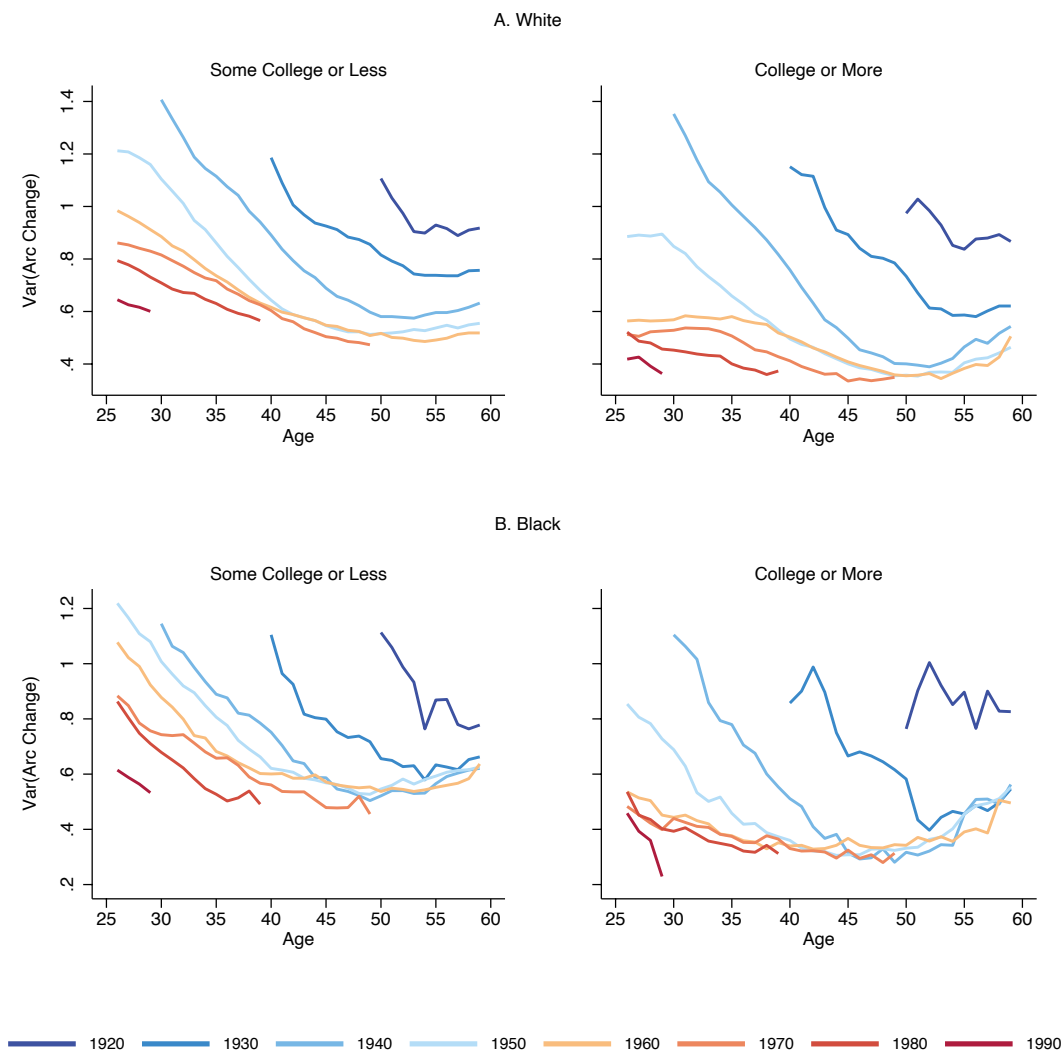 A. White
Some College or Less
College or More
Var(Arc Change)
1.4
1.2
1
.8
.6
.4
25 30 35 40 45 50 55 60
25 30 35 40 45 50 55 60
Age
Age
B. Black
Some College or Less
College or More
Var(Arc Change)
1.2
1
.8
.6
.4
.2
25 30 35 40 45 50 55 60
25 30 35 40 45 50 55 60
Age
Age
1920 1930 1940 1950 1960 1970 1980 1990